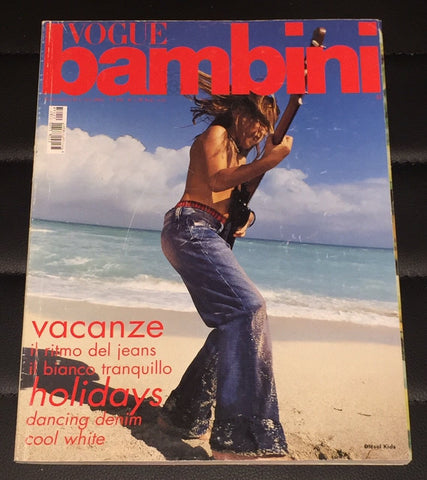 VOGUE
bambini
vacanze
il ritmo del jeans
il bianco tranquillo
holidays
dancing denim
cool white
Diesel Kids